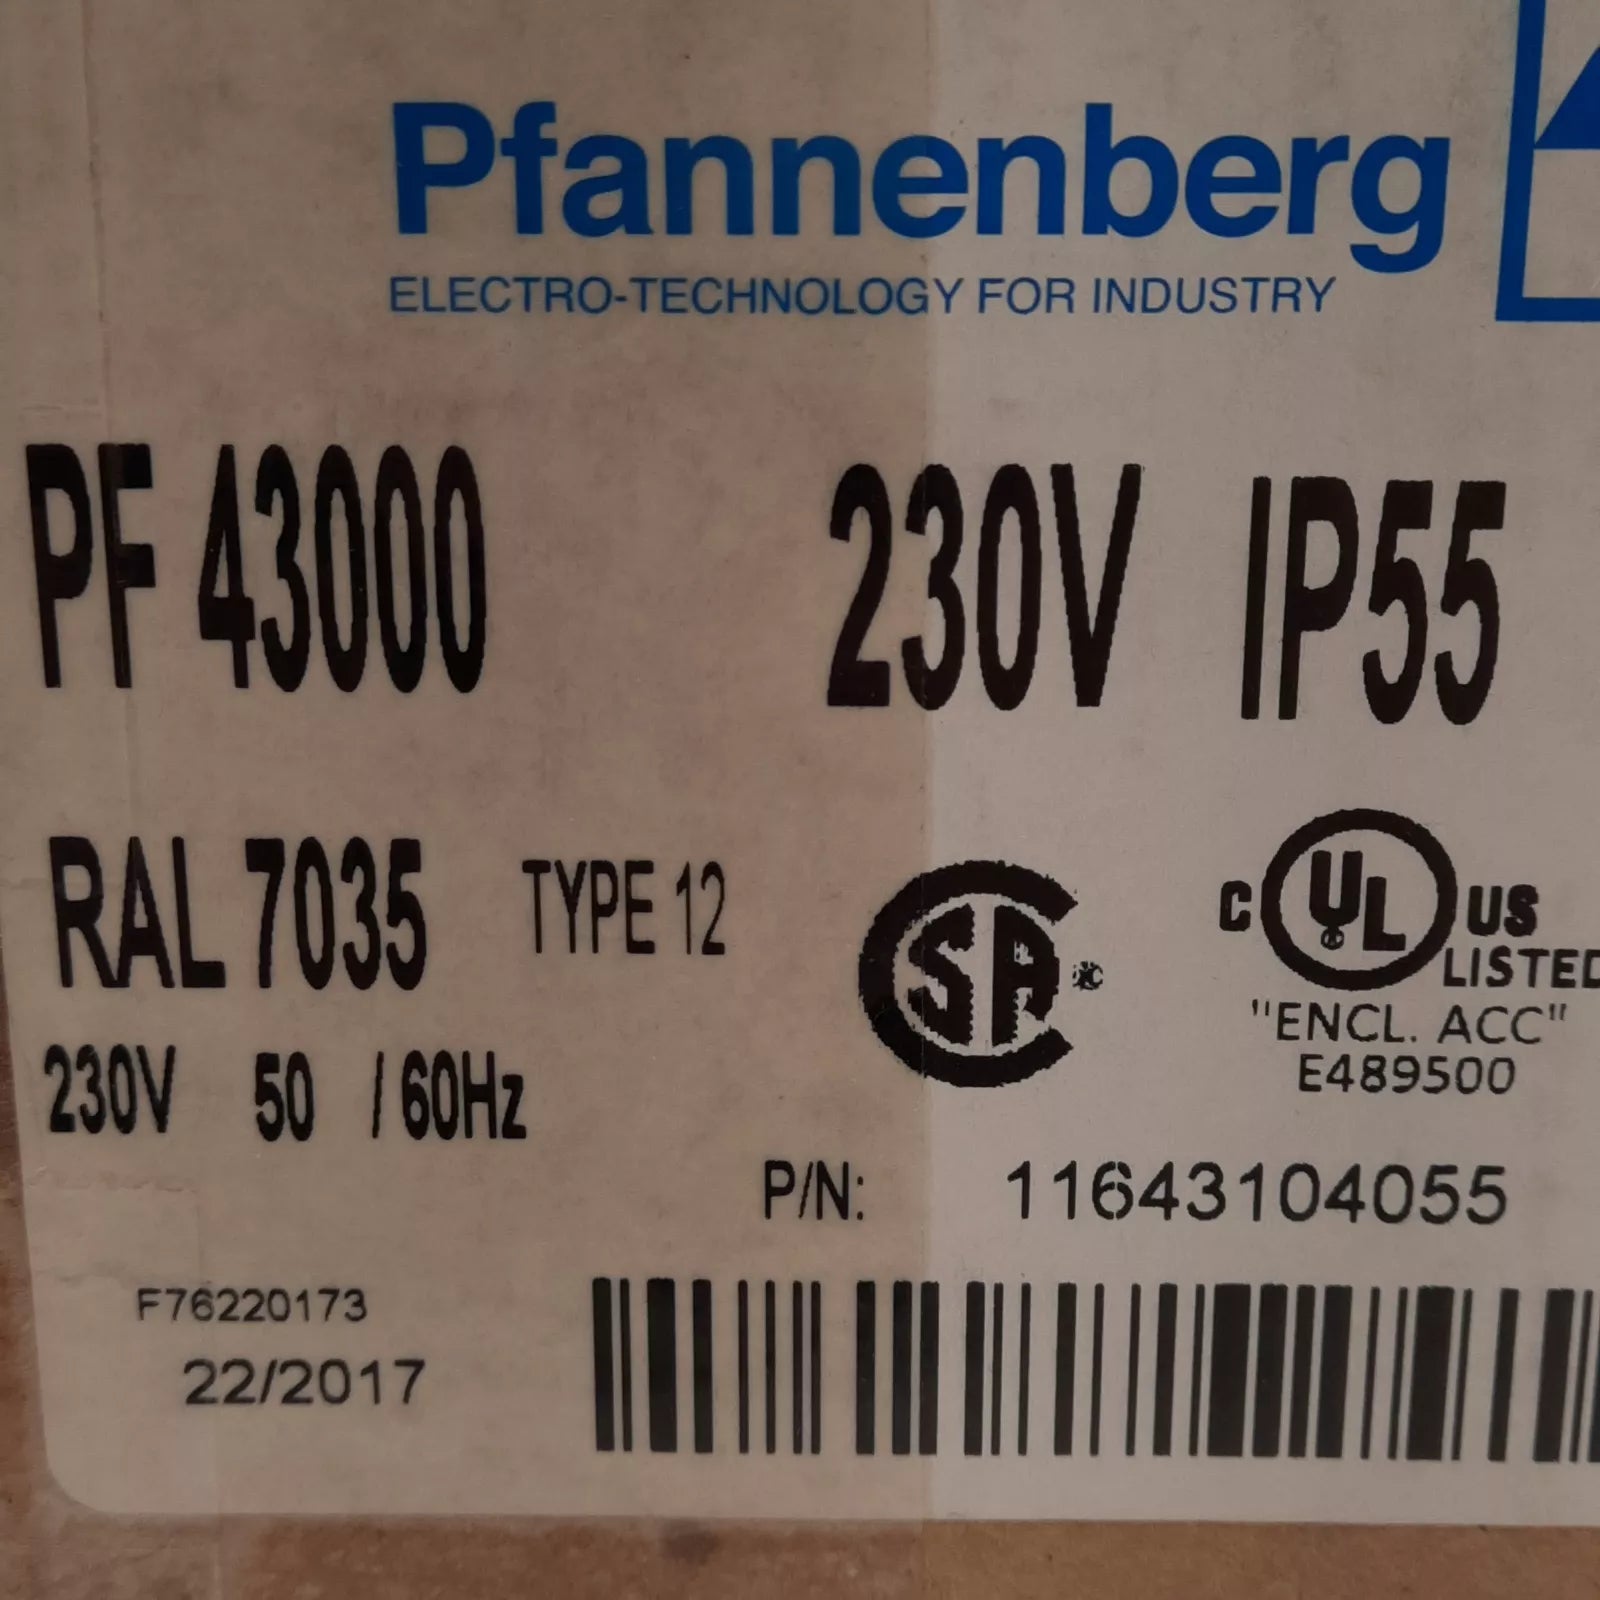 Pfannenberg
ELECTRO-TECHNOLOGY FOR INDUSTRY
PF 43000 230V IP55
RAL 7035 TYPE 12 CSA C UL US
LISTED
"ENCL. ACC"
E489500
230V 50 / 60Hz
P/N: 11643104055
F76220173
22/2017